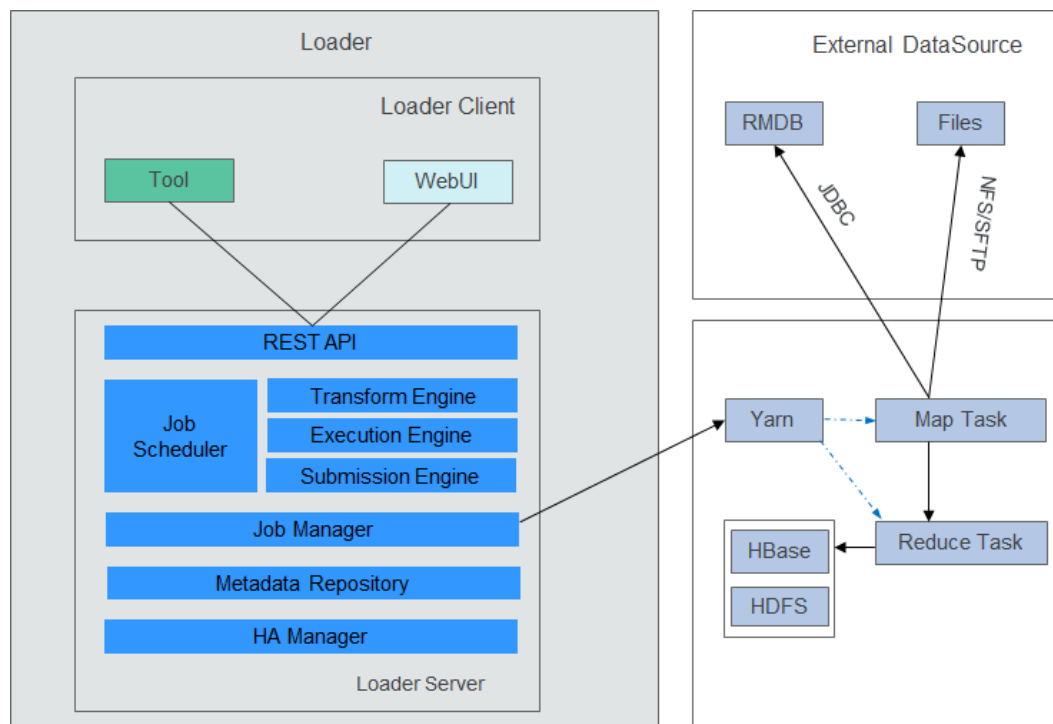 Loader
Loader Client
Tool
WebUI
REST API
Job
Scheduler
Transform Engine
Execution Engine
Submission Engine
Job Manager
Metadata Repository
HA Manager
Loader Server
External DataSource
RMDB
Files
JDBC
NFS/SFTP
Yarn
Map Task
Reduce Task
HBase
HDFS